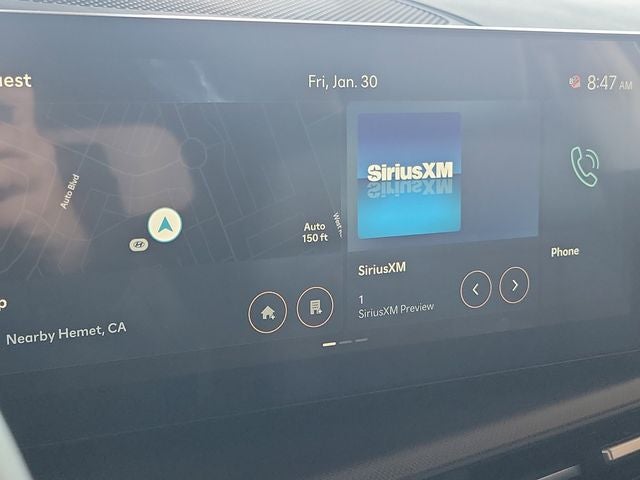 uest
Fri, Jan. 30
8:47 AM
Auto Blvd
Auto
150 ft
SiriusXM
SiriusXM
1
SiriusXM Preview
Phone
p
Nearby Hemet, CA